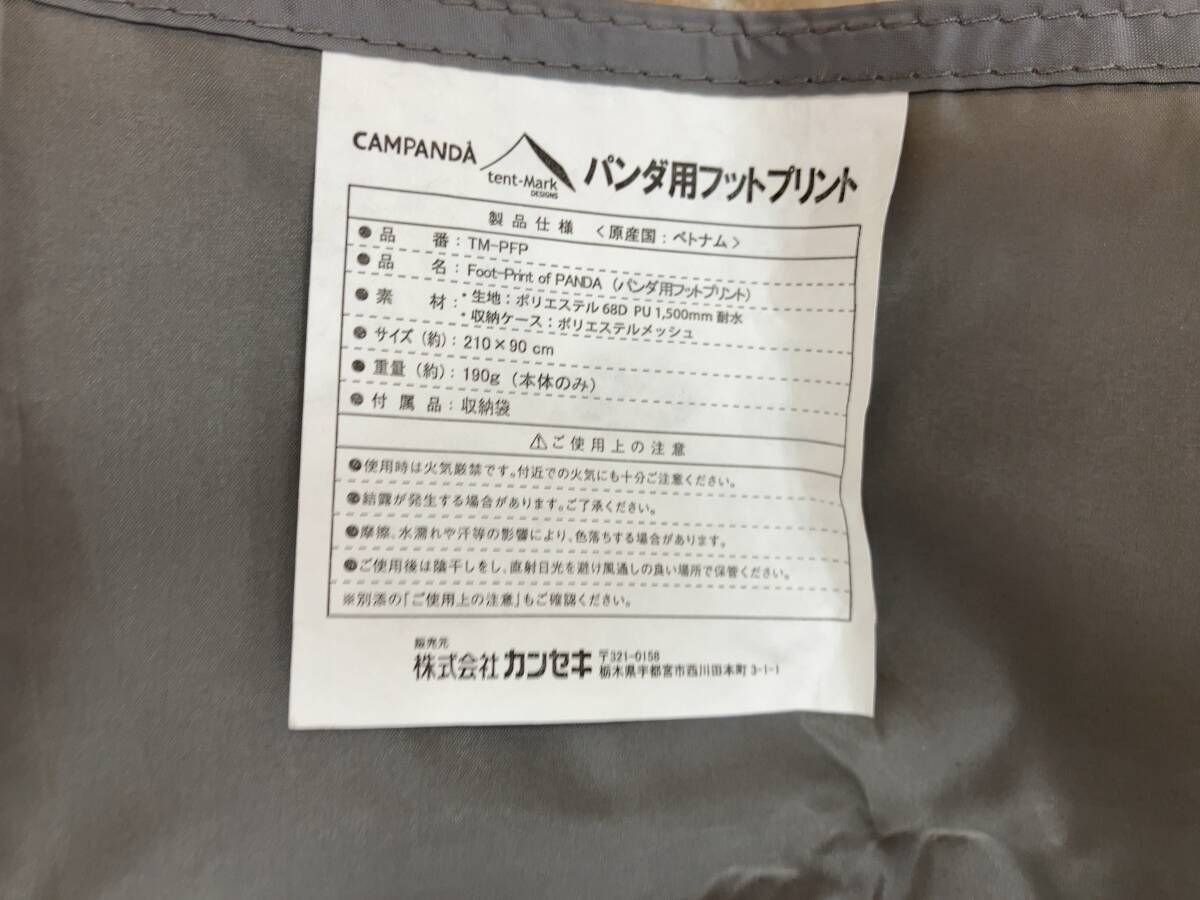 CAMPANDA tent-Mark DESIGNS パンダ用フットプリント
製品仕様 〈原産国：ベトナム〉
品番：TM-PFP
品名：Foot-Print of PANDA（パンダ用フットプリント）
素材：・生地：ポリエステル68D PU 1,500mm 耐水
・収納ケース：ポリエステルメッシュ
サイズ（約）：210×90 cm
重量（約）：190g（本体のみ）
付属品：収納袋
⚠ご使用上の注意
使用時は火気厳禁です。付近での火気にも十分ご注意ください。
結露が発生する場合があります。ご了承ください。
摩擦、水濡れや汗等の影響により、色落ちする場合があります。
ご使用後は陰干しをし、直射日光を避け風通しの良い場所で保管ください。
※別添の「ご使用上の注意」もご確認ください。
販売元
株式会社 カンセキ 〒321-0158
栃木県宇都宮市西川田本町 3-1-1